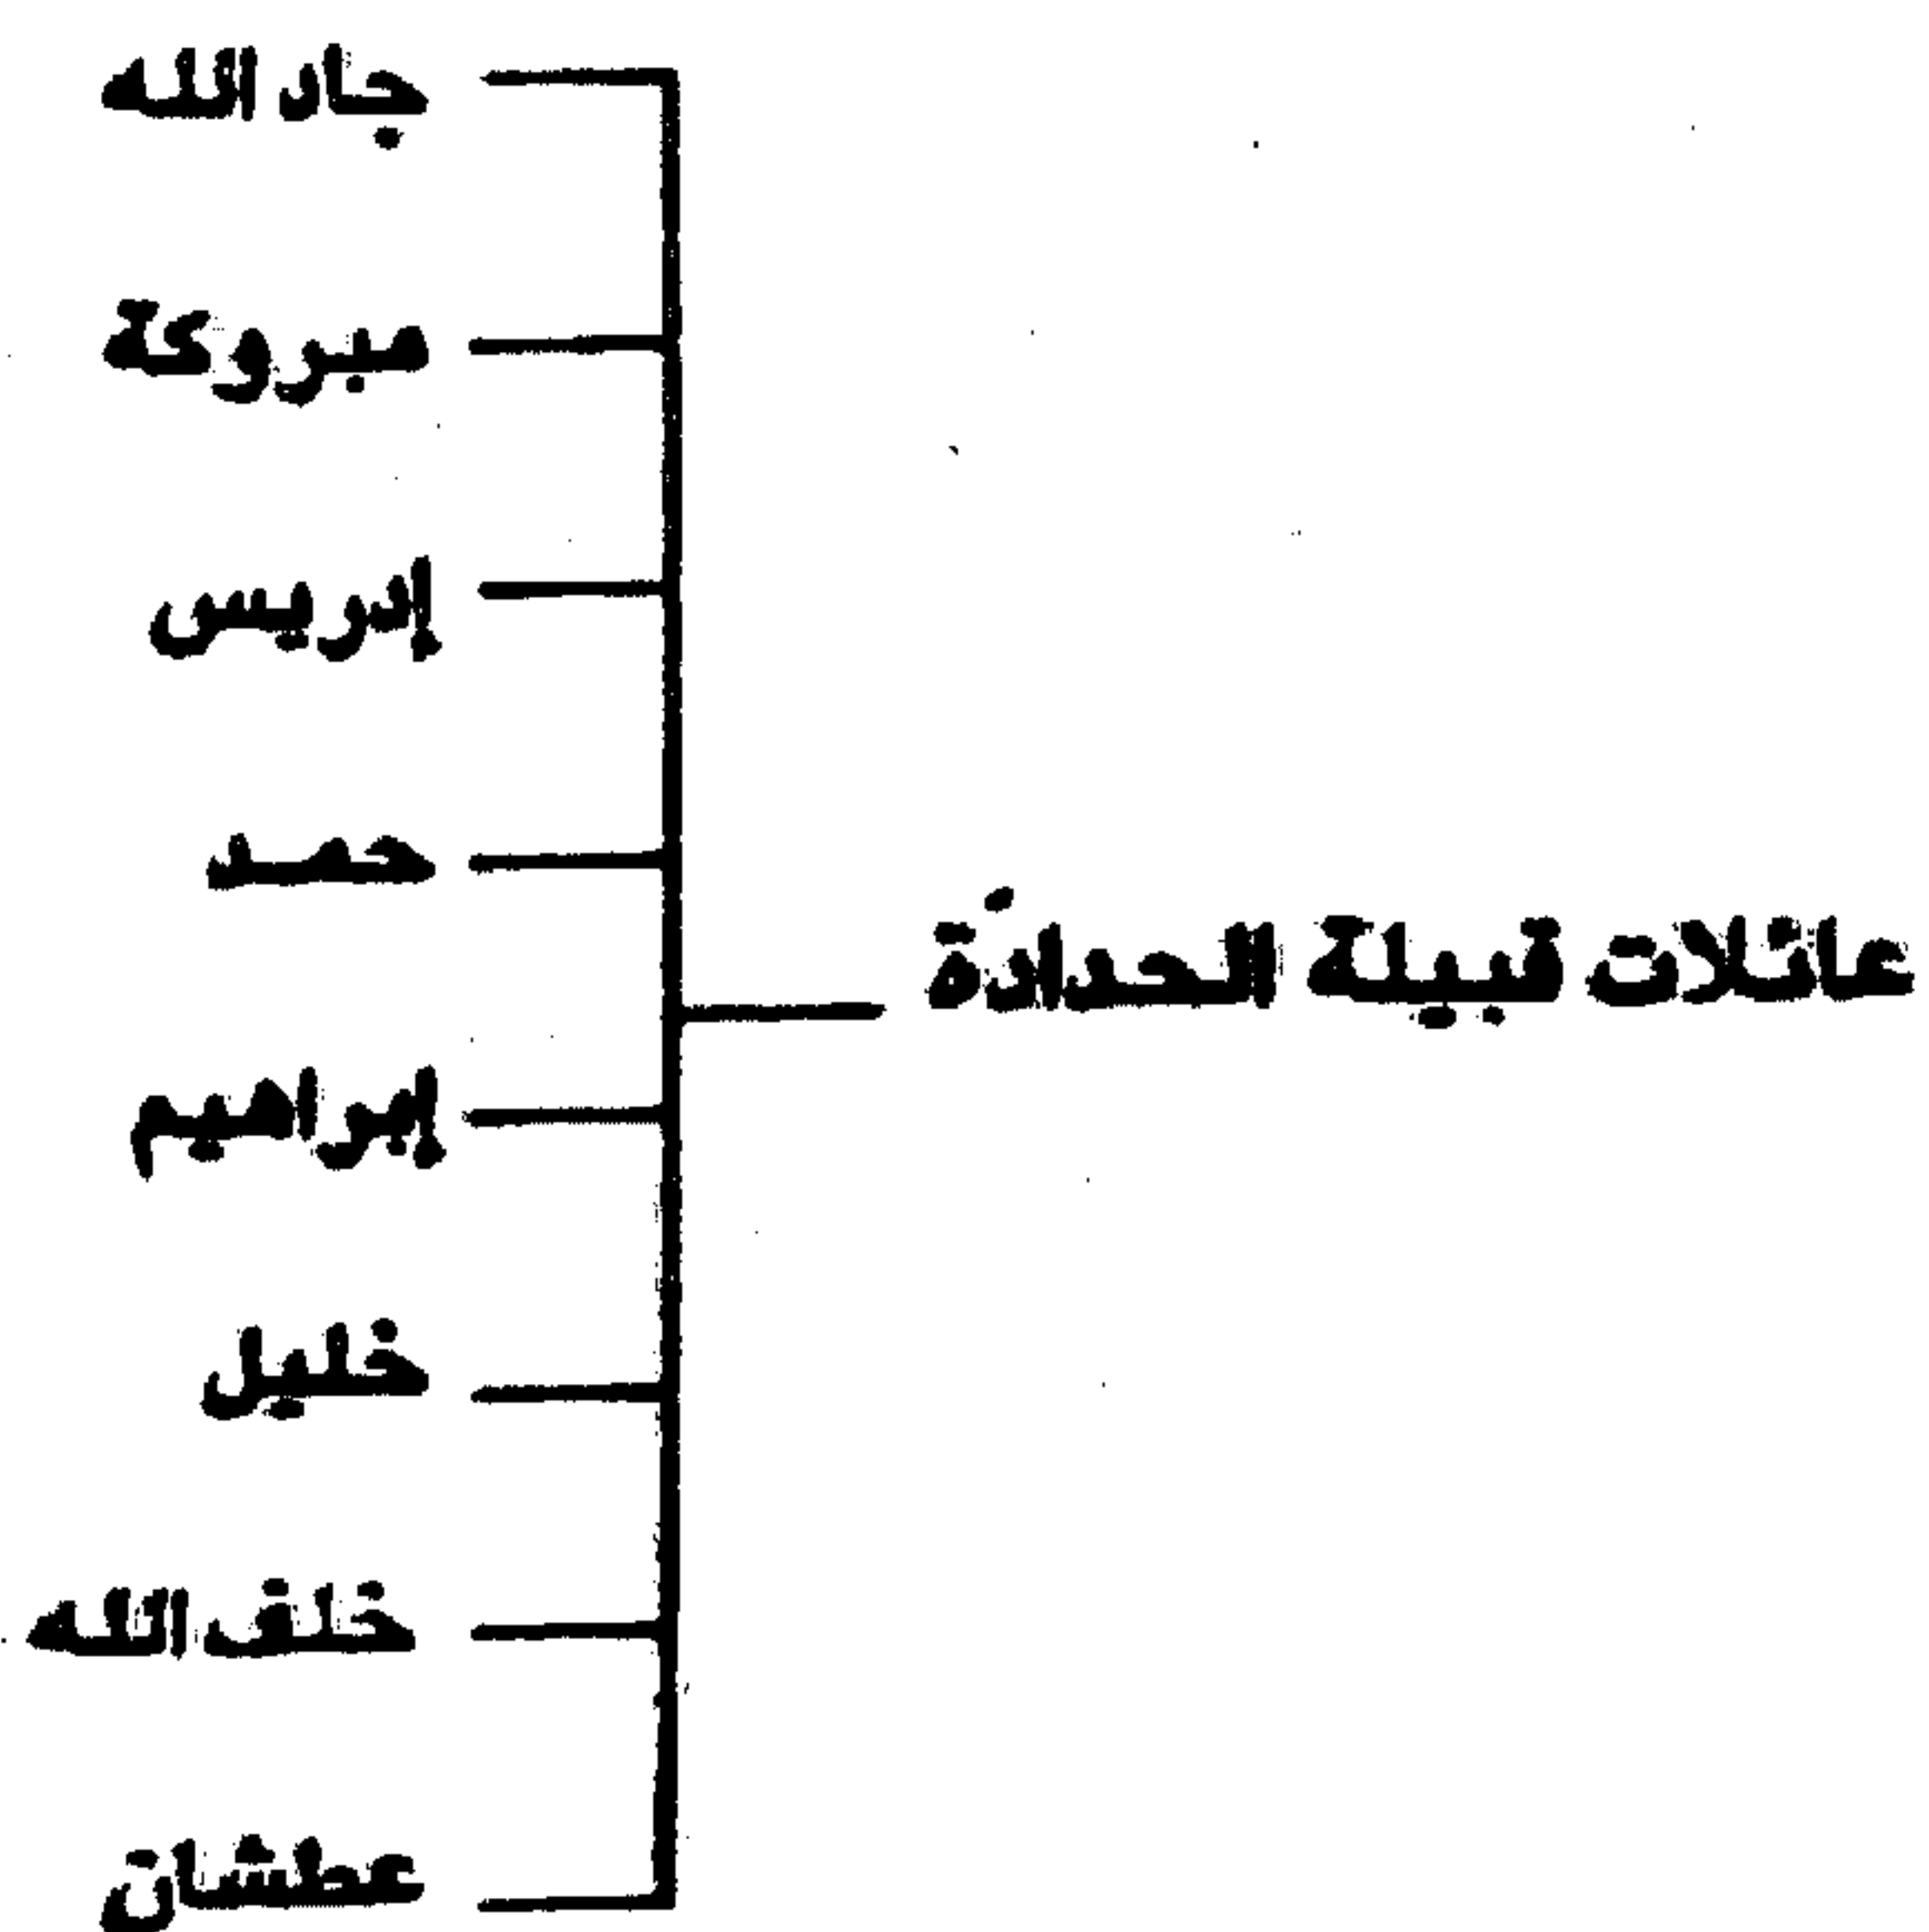 عائلات قبيلة الحدادة
جاد الله
مبروكة
إدريس
حمد
إبراهيم
خليل
خلف الله
عطشان